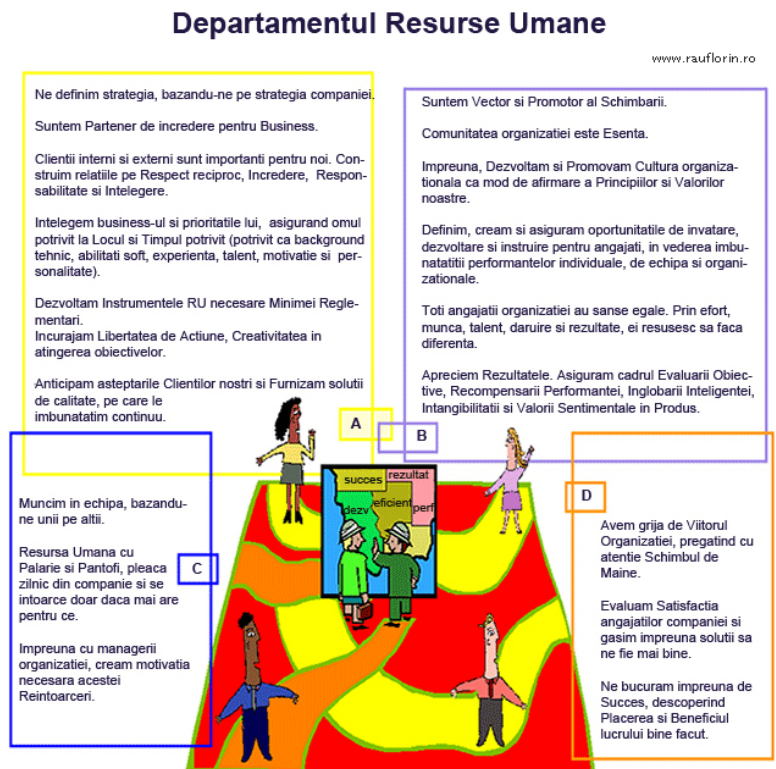 Departamentul Resurse Umane
www.rauflorin.ro
Ne definim strategia, bazandu-ne pe strategia companiei.
Suntem Partener de incredere pentru Business.
Clientii interni si externi sunt importanti pentru noi. Con-
struim relatiile pe Respect reciproc, Incredere, Respon-
sabilitate si Intelegere.
Intelegem business-ul si prioritatile lui, asigurand omul
potrivit la Locul si Timpul potrivit (potrivit ca background
tehnic, abilitati soft, experienta, talent, motivatie si per-
sonalitate).
Dezvoltam Instrumentele RU necesare Minimei Regle-
mentari.
Incurajam Libertatea de Actiune, Creativitatea in
atingerea obiectivelor.
Anticipam asteptarile Clientilor nostri si Furnizam solutii
de calitate, pe care le
imbunatatim continuu.
A
Suntem Vector si Promotor al Schimbarii.
Comunitatea organizatiei este Esenta.
Impreuna, Dezvoltam si Promovam Cultura organiza-
tionala ca mod de afirmare a Principiilor si Valorilor
noastre.
Definim, cream si asiguram oportunitatile de invatare,
dezvoltare si instruire pentru angajati, in vederea imbu-
natatitii performantelor individuale, de echipa si organi-
zationale.
Toti angajatii organizatiei au sanse egale. Prin efort,
munca, talent, daruire si rezultate, ei resusesc sa faca
diferenta.
Apreciem Rezultatele. Asiguram cadrul Evaluarii Obiec-
tive, Recompensarii Performantei, Inglobarii Inteligentei,
Intangibilitatii si Valorii Sentimentale in Produs.
B
succes
rezultat
dezv
eficient
perf
Muncim in echipa, bazandu-
ne unii pe altii.
Resursa Umana cu
Palarie si Pantofi, pleaca
zilnic din companie si se
intoarce doar daca mai are
pentru ce.
Impreuna cu managerii
organizatiei, cream motivatia
necesara acestei
Reintoarceri.
C
D
Avem grija de Viitorul
Organizatiei, pregatind cu
atentie Schimbul de
Maine.
Evaluam Satisfactia
angajatilor companiei si
gasim impreuna solutii sa
ne fie mai bine.
Ne bucuram impreuna de
Succes, descoperind
Placerea si Beneficiul
lucrului bine facut.